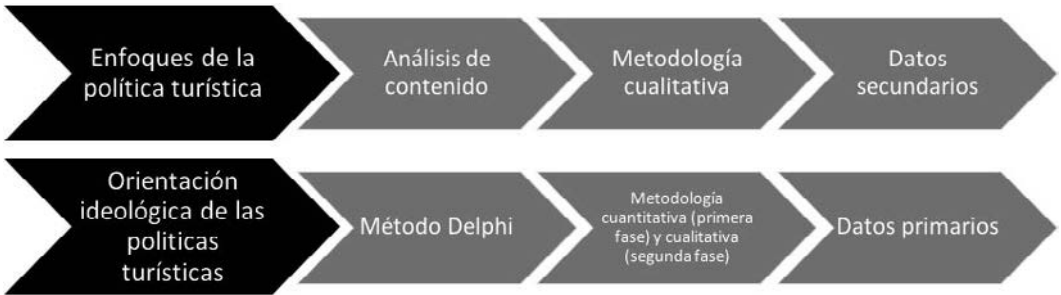 Enfoques de la
política turística
Análisis de
contenido
Metodología
cualitativa
Datos
secundarios
Orientación
ideológica de las
politicas
turísticas
Método Delphi
Metodología
cuantitativa (primera
fase) y cualitativa
(segunda fase)
Datos primarios